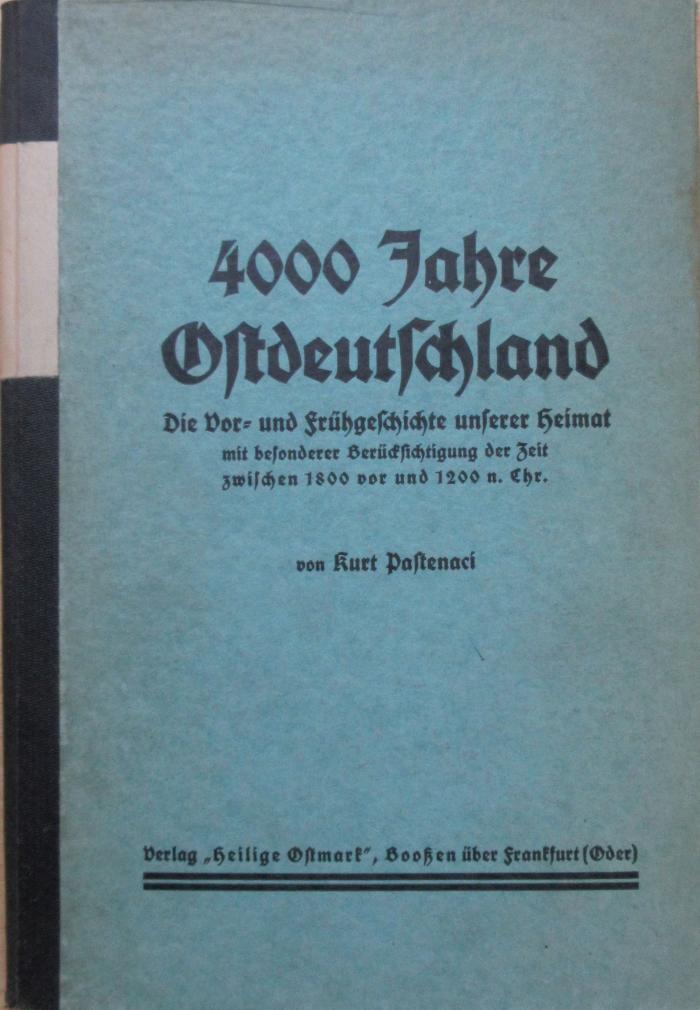 4000 Jahre
Ostdeutschland
Die Vor- und Frühgeschichte unserer Heimat
mit besonderer Berücksichtigung der Zeit
zwischen 1800 vor und 1200 n. Chr.
von Kurt Pastenaci
Verlag „Heilige Ostmark", Booßen über Frankfurt (Oder)